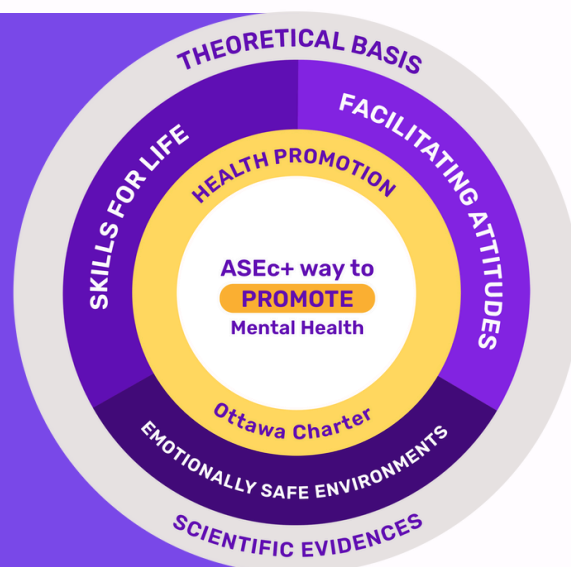 THEORETICAL BASIS
SKILLS FOR LIFE
FACILITATING ATTITUDES
HEALTH PROMOTION
ASEc+ way to
PROMOTE
Mental Health
Ottawa Charter
EMOTIONALLY SAFE ENVIRONMENTS
SCIENTIFIC EVIDENCES